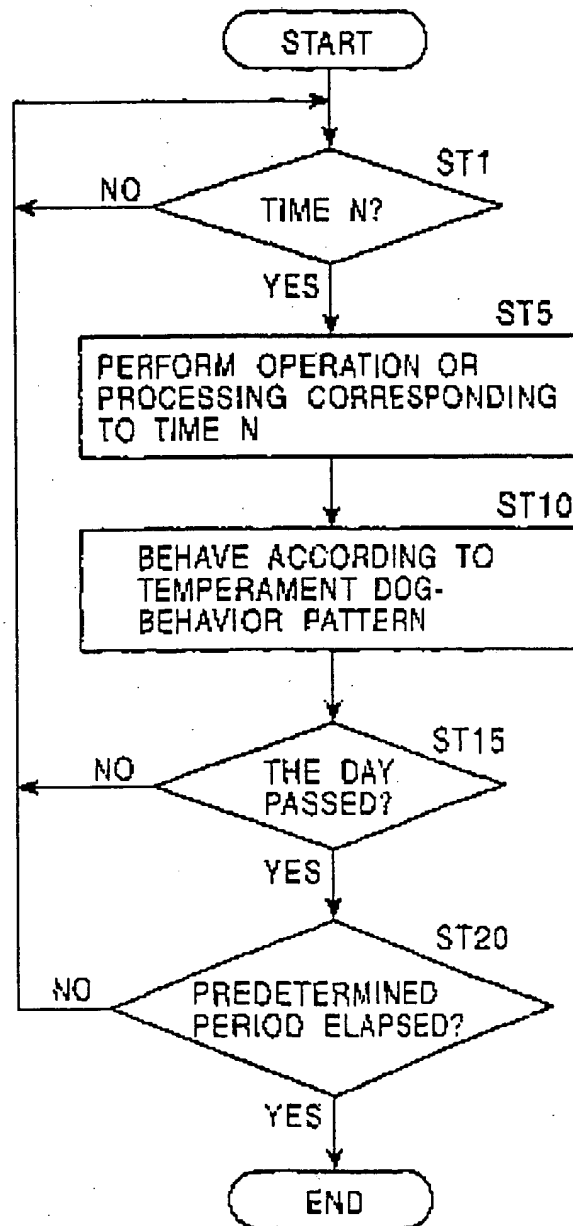 START
ST1
NO
TIME N?
YES
ST5
PERFORM OPERATION OR
PROCESSING CORRESPONDING
TO TIME N
ST10
BEHAVE ACCORDING TO
TEMPERAMENT DOG-
BEHAVIOR PATTERN
ST15
NO
THE DAY
PASSED?
YES
ST20
NO
PREDETERMINED
PERIOD ELAPSED?
YES
END